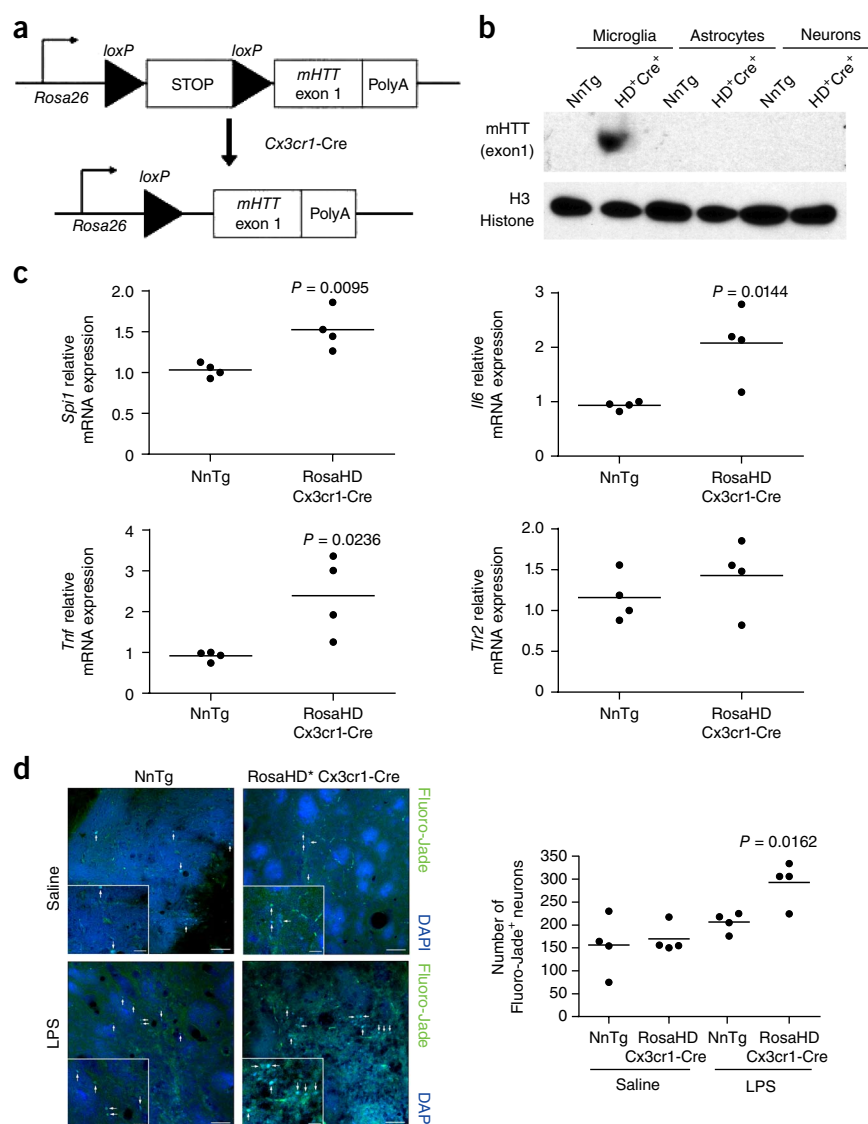 a
loxP
loxP
STOP
mHTT
exon 1
PolyA
Rosa26
Cx3cr1-Cre
loxP
mHTT
exon 1
PolyA
Rosa26
b
Microglia Astrocytes Neurons
NnTg HD+Cre+ NnTg HD+Cre+ NnTg HD+Cre+
mHTT
(exon1)
H3
Histone
c
Spi1 relative
mRNA expression
2.0
1.5
1.0
0.5
0
P = 0.0095
NnTg RosaHD
Cx3cr1-Cre
Il6 relative
mRNA expression
3
2
1
0
P = 0.0144
NnTg RosaHD
Cx3cr1-Cre
Tnf relative
mRNA expression
4
3
2
1
0
P = 0.0236
NnTg RosaHD
Cx3cr1-Cre
Tlr2 relative
mRNA expression
2.0
1.5
1.0
0.5
0
NnTg RosaHD
Cx3cr1-Cre
d
NnTg RosaHD* Cx3cr1-Cre
Saline
Fluoro-Jade
DAPI
LPS
Fluoro-Jade
DAPI
Number of
Fluoro-Jade+ neurons
350
300
250
200
150
100
50
0
P = 0.0162
NnTg RosaHD NnTg RosaHD
Cx3cr1-Cre Cx3cr1-Cre
Saline LPS